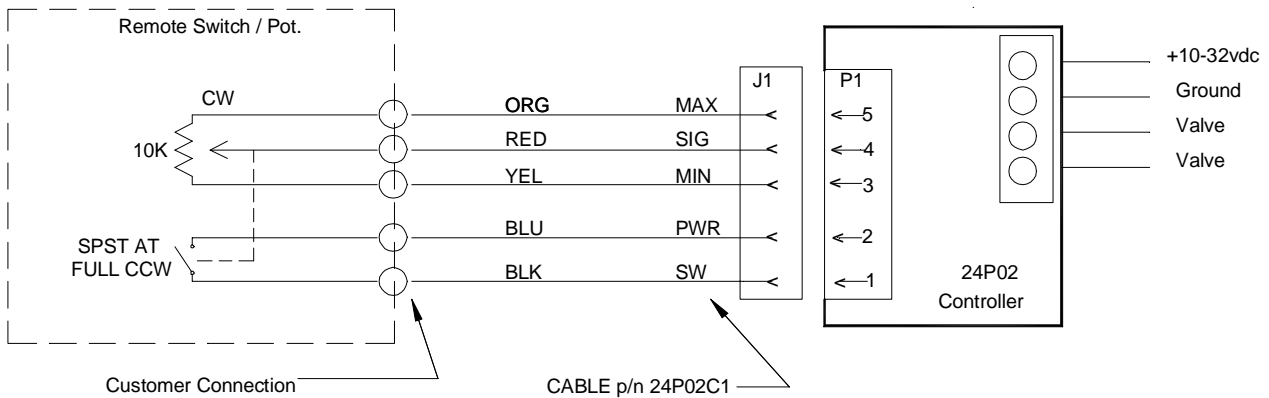 Remote Switch / Pot.
CW
10K
SPST AT
FULL CCW
ORG MAX
RED SIG
YEL MIN
BLU PWR
BLK SW
J1
P1
5
4
3
2
1
24P02
Controller
+10-32vdc
Ground
Valve
Valve
Customer Connection
CABLE p/n 24P02C1